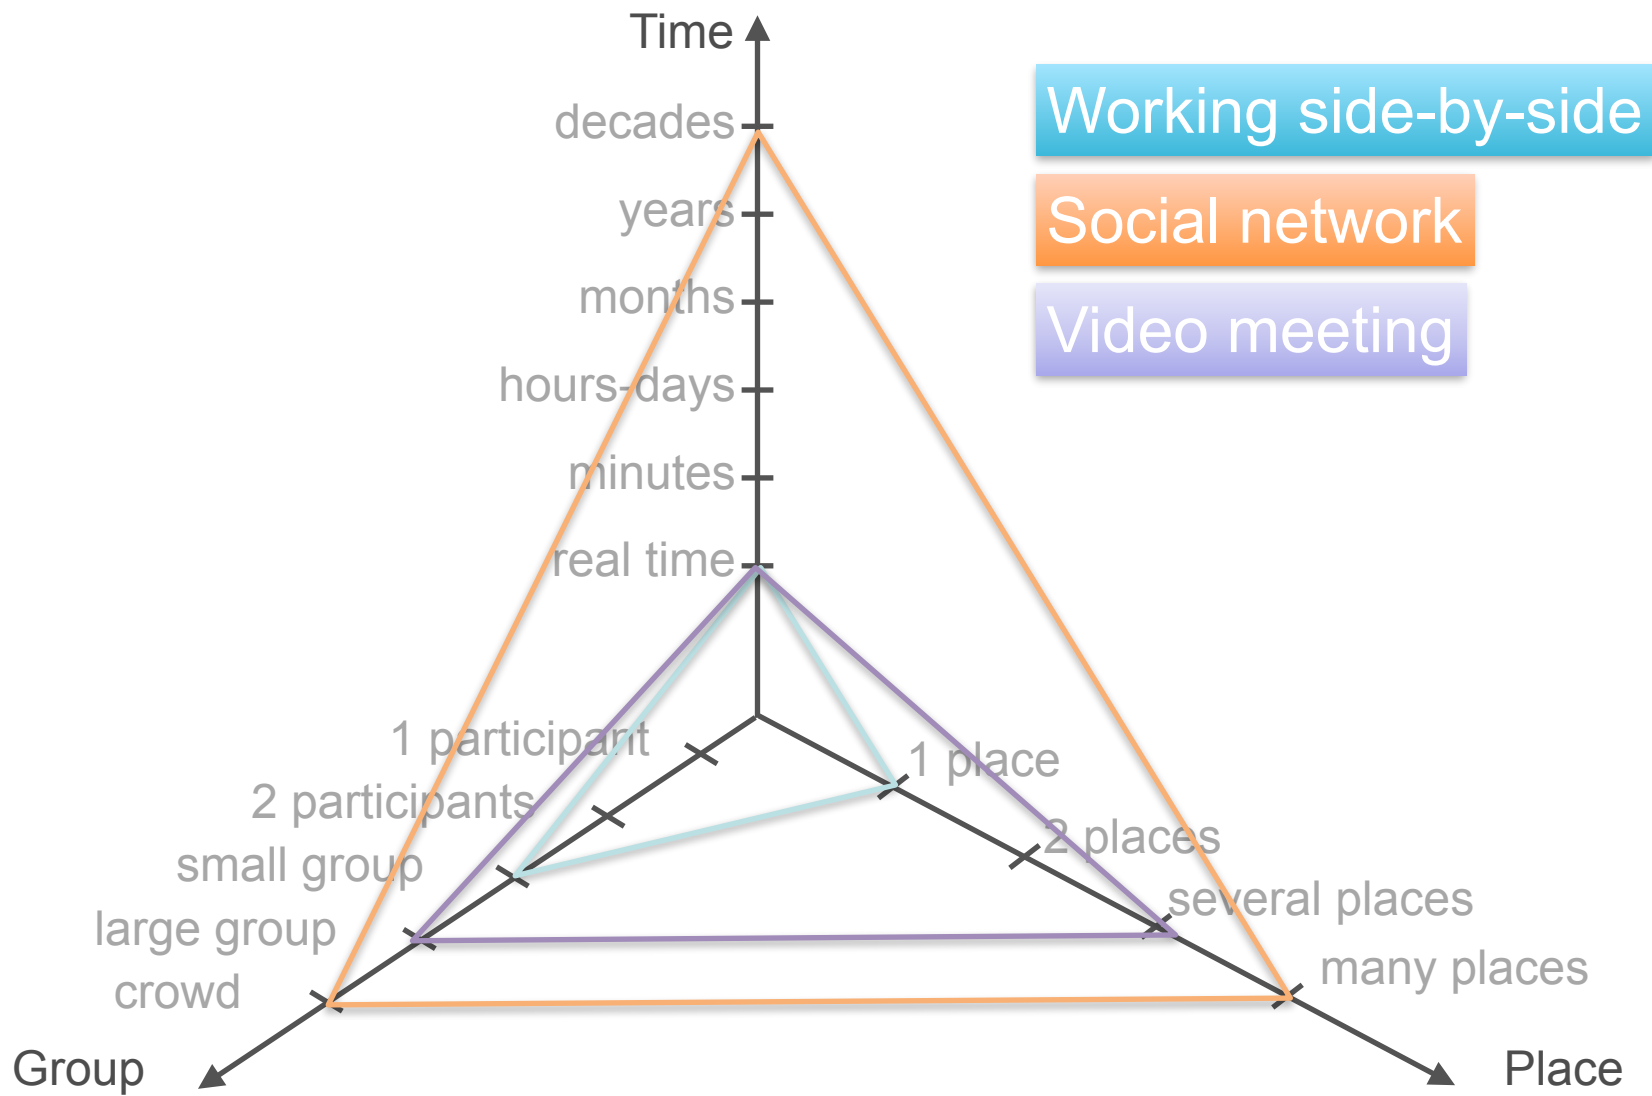 Time
decades
years
months
hours-days
minutes
real time
Working side-by-side
Social network
Video meeting
1 participant
2 participants
small group
large group
crowd
Group
1 place
2 places
several places
many places
Place